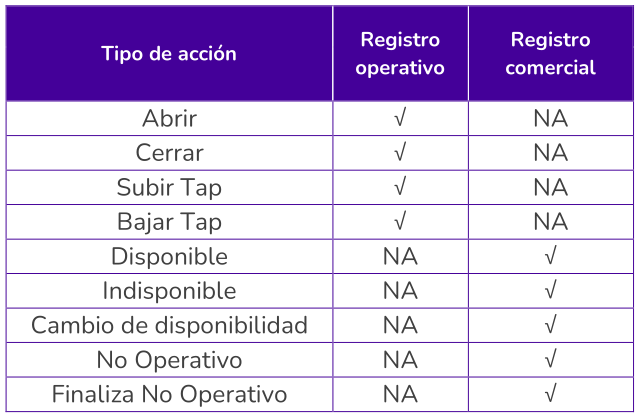 Tipo de acción Registro operativo Registro comercial
Abrir √ NA
Cerrar √ NA
Subir Tap √ NA
Bajar Tap √ NA
Disponible NA √
Indisponible NA √
Cambio de disponibilidad NA √
No Operativo NA √
Finaliza No Operativo NA √